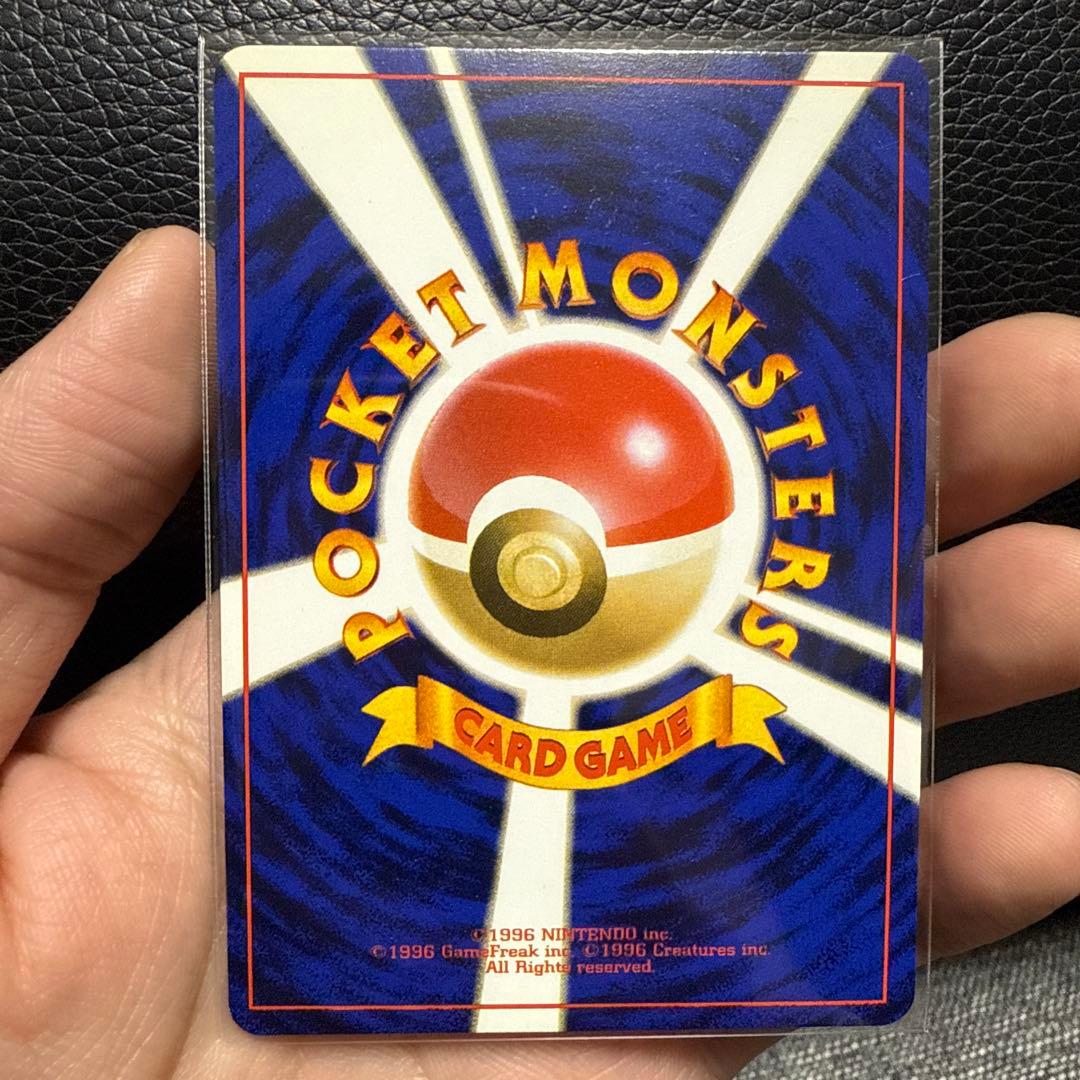 POCKET MONSTERS
CARD GAME
©1996 NINTENDO inc.
©1996 GameFreak inc. ©1996 Creatures inc.
All Rights reserved.